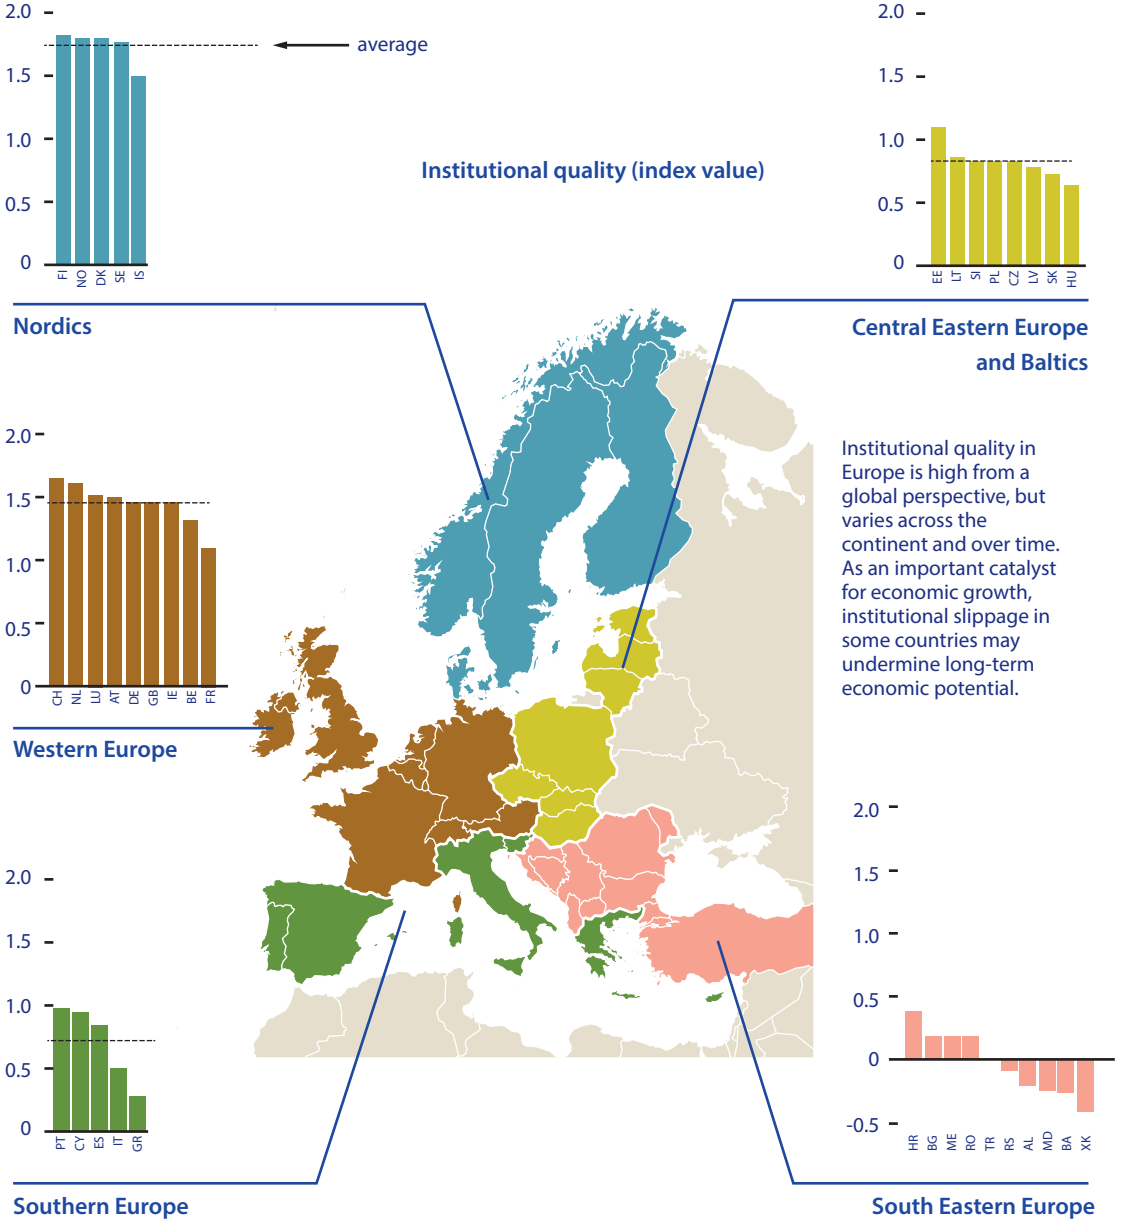 2.0
1.5
1.0
0.5
0
average
FI NO DK SE IS
Nordics
Institutional quality (index value)
2.0
1.5
1.0
0.5
0
EE LT SI PL CZ LV SK HU
Central Eastern Europe
and Baltics
Institutional quality in
Europe is high from a
global perspective, but
varies across the
continent and over time.
As an important catalyst
for economic growth,
institutional slippage in
some countries may
undermine long-term
economic potential.
2.0
1.5
1.0
0.5
0
CH NL LU AT DE GB IE BE FR
Western Europe
2.0
1.5
1.0
0.5
0
PT CY ES IT GR
Southern Europe
2.0
1.5
1.0
0.5
0
-0.5
HR BG ME RO TR RS AL MD BA XK
South Eastern Europe